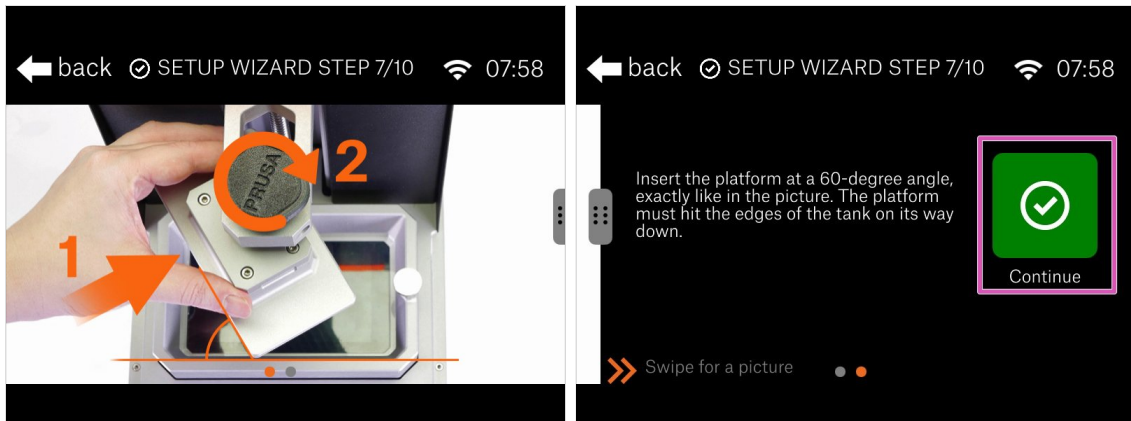 back SETUP WIZARD STEP 7/10 07:58
2
PRUSA
1
back SETUP WIZARD STEP 7/10 07:58
Insert the platform at a 60-degree angle,
exactly like in the picture. The platform
must hit the edges of the tank on its way
down.
Continue
Swipe for a picture